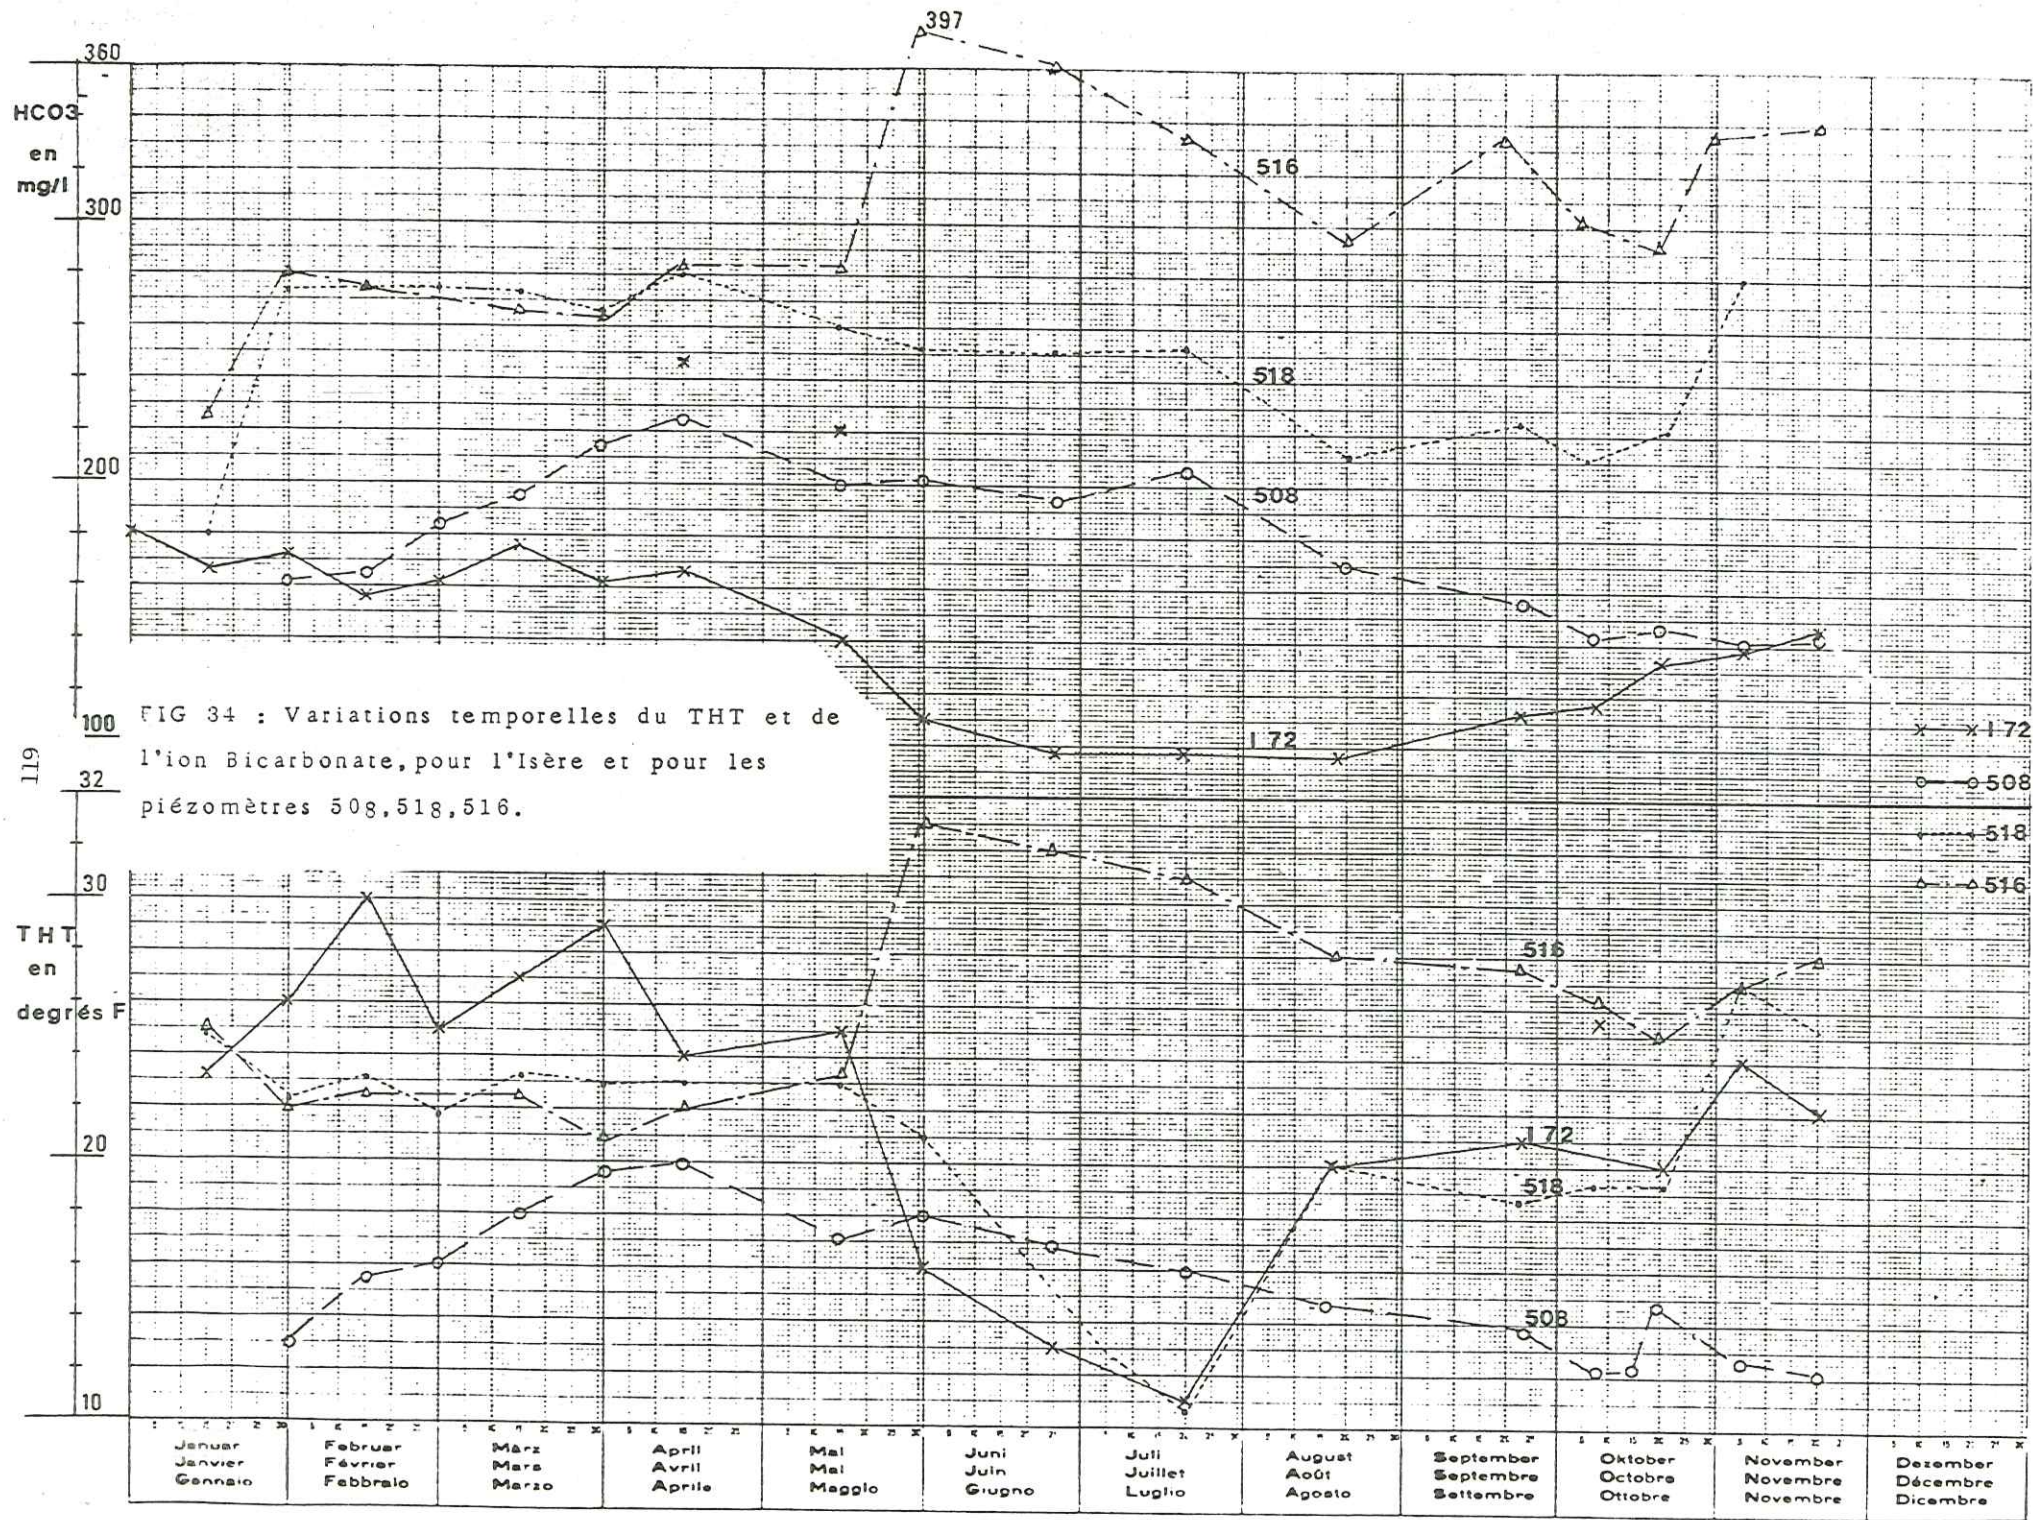 397
360
HCO3
en
mg/l
300
516
518
200
508
100
FIG 34 : Variations temporelles du THT et de
l'ion Bicarbonate,pour l'Isère et pour les
piézomètres 508,518,516.
I 72
I 72
508
518
516
119
32
30
THT
en
degrés F
516
20
I 72
518
508
10
Januar Februar März April Mai Juni Juli August September Oktober November Dezember
Janvier Février Mars Avril Mai Juin Juillet Août Septembre Octobre Novembre Décembre
Gennaio Febbraio Marzo Aprile Maggio Giugno Luglio Agosto Settembre Ottobre Novembre Dicembre